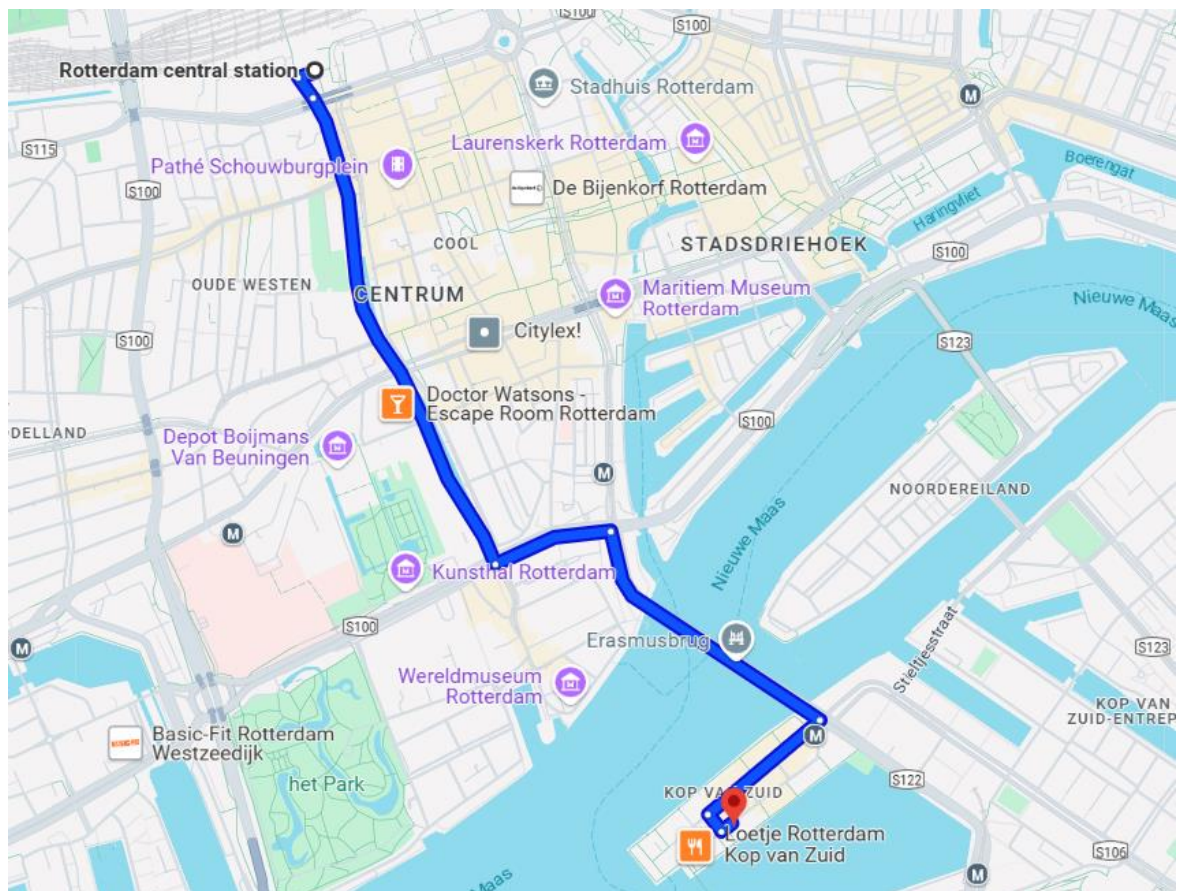 S100
S100
Rotterdam central station
Stadhuis Rotterdam
M
S115
Laurenskerk Rotterdam
Pathé Schouwburgplein
Boerengat
S100
De Bijenkorf Rotterdam
Haringvliet
COOL
STADSDRIEHOEK
S100
OUDE WESTEN
CENTRUM
Maritiem Museum
Rotterdam
Nieuwe Maas
Citylex!
S100
S123
Doctor Watsons -
Escape Room Rotterdam
S100
DELLAND
Depot Boijmans
Van Beuningen
M
NOORDEREILAND
M
Nieuwe Maas
Kunsthal Rotterdam
S100
Erasmusbrug
Stieltjesstraat
M
S123
Wereldmuseum
Rotterdam
KOP VAN
ZUID-ENTREP
Basic-Fit Rotterdam
Westzeedijk
M
het Park
S122
KOP VAN ZUID
Loetje Rotterdam
Kop van Zuid
S106
M